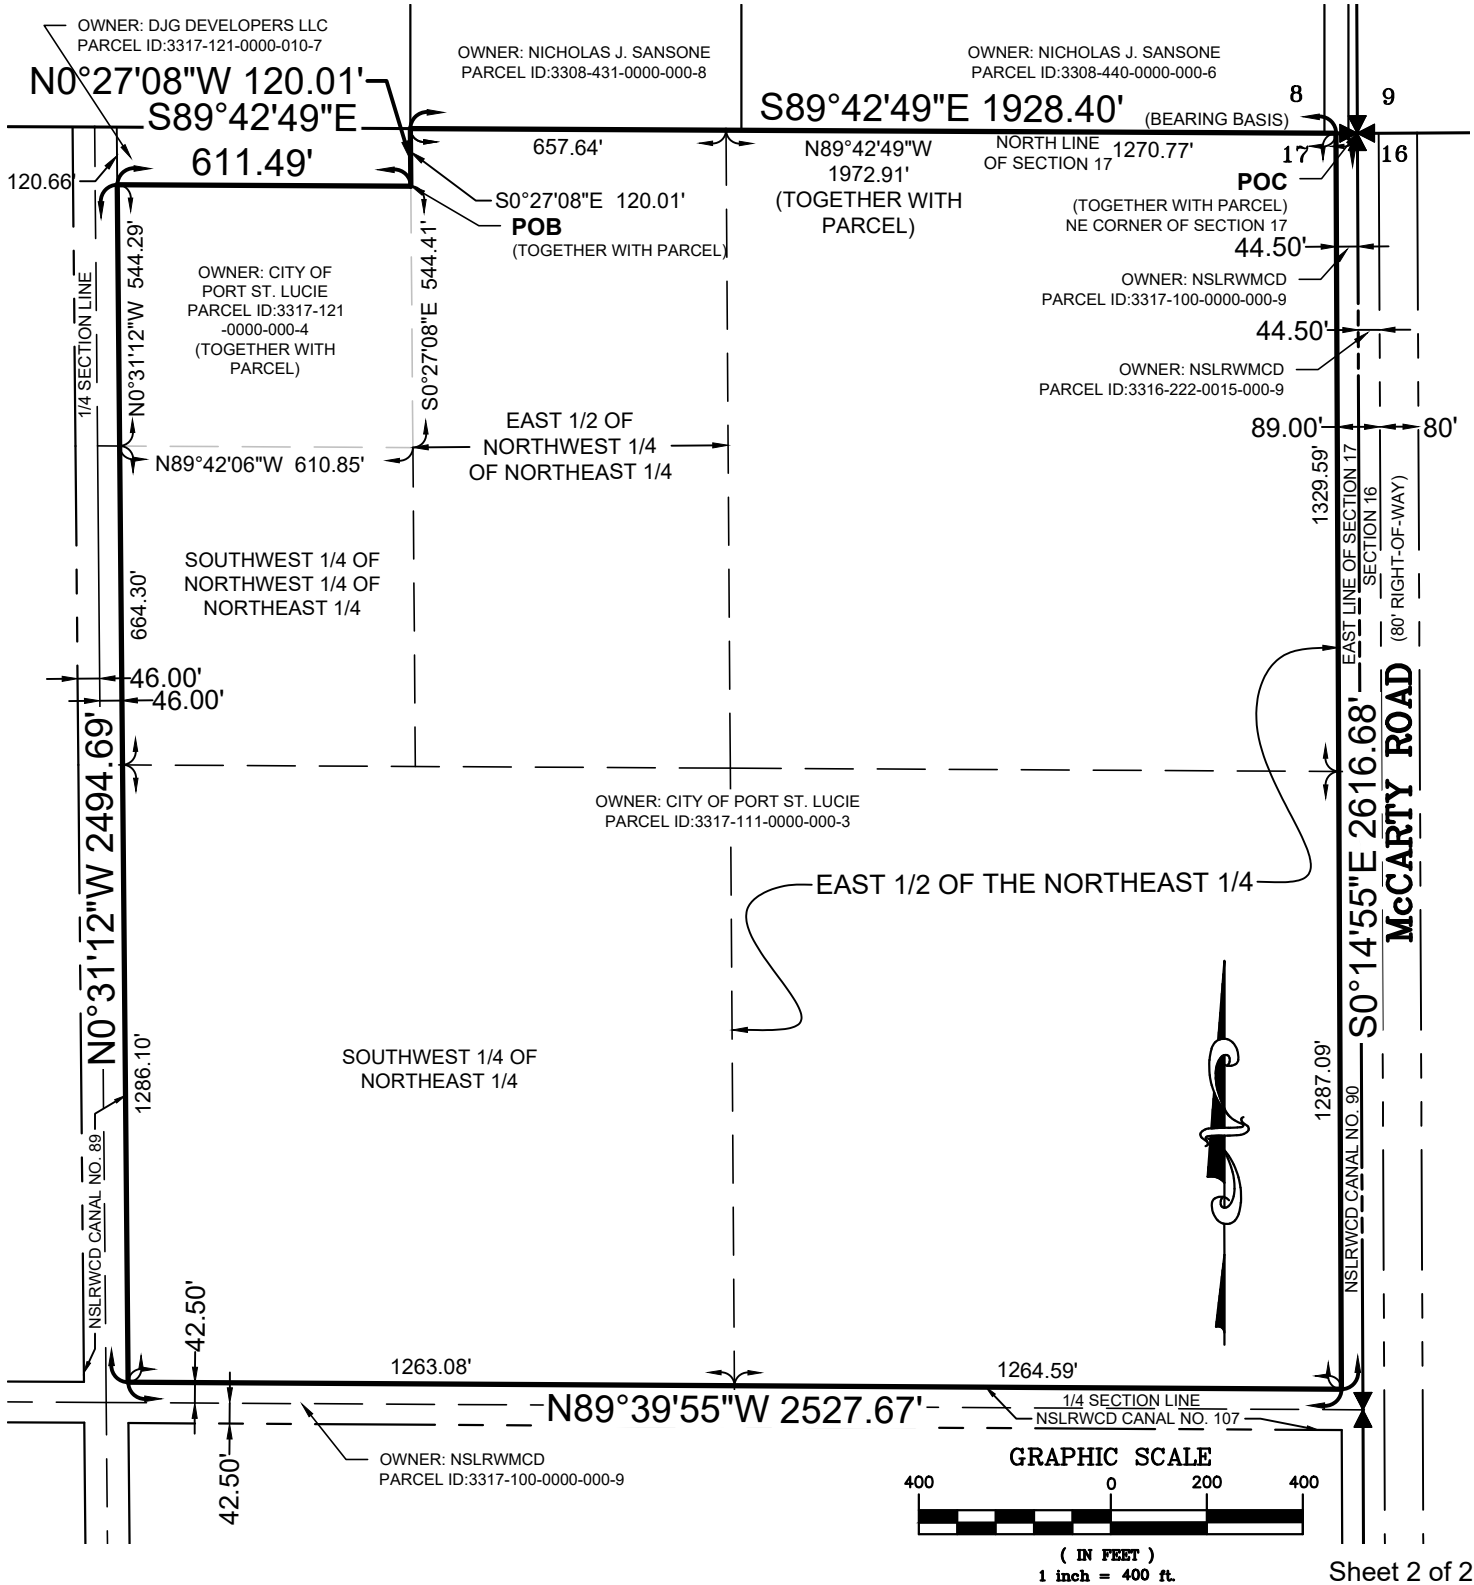 OWNER: DJG DEVELOPERS LLC
PARCEL ID:3317-121-0000-010-7
N0°27'08"W 120.01'
S89°42'49"E
611.49'
120.66'
OWNER: NICHOLAS J. SANSONE
PARCEL ID:3308-431-0000-000-8
OWNER: NICHOLAS J. SANSONE
PARCEL ID:3308-440-0000-000-6
S89°42'49"E 1928.40'
(BEARING BASIS)
8
9
17
16
657.64'
N89°42'49"W
1972.91'
(TOGETHER WITH
PARCEL)
NORTH LINE
OF SECTION 17
1270.77'
S0°27'08"E 120.01'
POB
(TOGETHER WITH PARCEL)
POC
(TOGETHER WITH PARCEL)
NE CORNER OF SECTION 17
44.50'
OWNER: NSLRWMCD
PARCEL ID:3317-100-0000-000-9
44.50'
OWNER: NSLRWMCD
PARCEL ID:3316-222-0015-000-9
89.00'
80'
1/4 SECTION LINE
N0°31'12"W 544.29'
OWNER: CITY OF
PORT ST. LUCIE
PARCEL ID:3317-121
-0000-000-4
(TOGETHER WITH
PARCEL)
S0°27'08"E 544.41'
N89°42'06"W 610.85'
EAST 1/2 OF
NORTHWEST 1/4
OF NORTHEAST 1/4
1329.59'
EAST LINE OF SECTION 17
SECTION 16
(80' RIGHT-OF-WAY)
McCARTY ROAD
SOUTHWEST 1/4 OF
NORTHWEST 1/4 OF
NORTHEAST 1/4
664.30'
46.00'
46.00'
N0°31'12"W 2494.69'
S0°14'55"E 2616.68'
OWNER: CITY OF PORT ST. LUCIE
PARCEL ID:3317-111-0000-000-3
EAST 1/2 OF THE NORTHEAST 1/4
1286.10'
SOUTHWEST 1/4 OF
NORTHEAST 1/4
1287.09'
NSLRWCD CANAL NO. 89
NSLRWCD CANAL NO. 90
42.50'
1263.08'
1264.59'
N89°39'55"W 2527.67'
1/4 SECTION LINE
NSLRWCD CANAL NO. 107
42.50'
OWNER: NSLRWMCD
PARCEL ID:3317-100-0000-000-9
GRAPHIC SCALE
400 0 200 400
( IN FEET )
1 inch = 400 ft.
Sheet 2 of 2